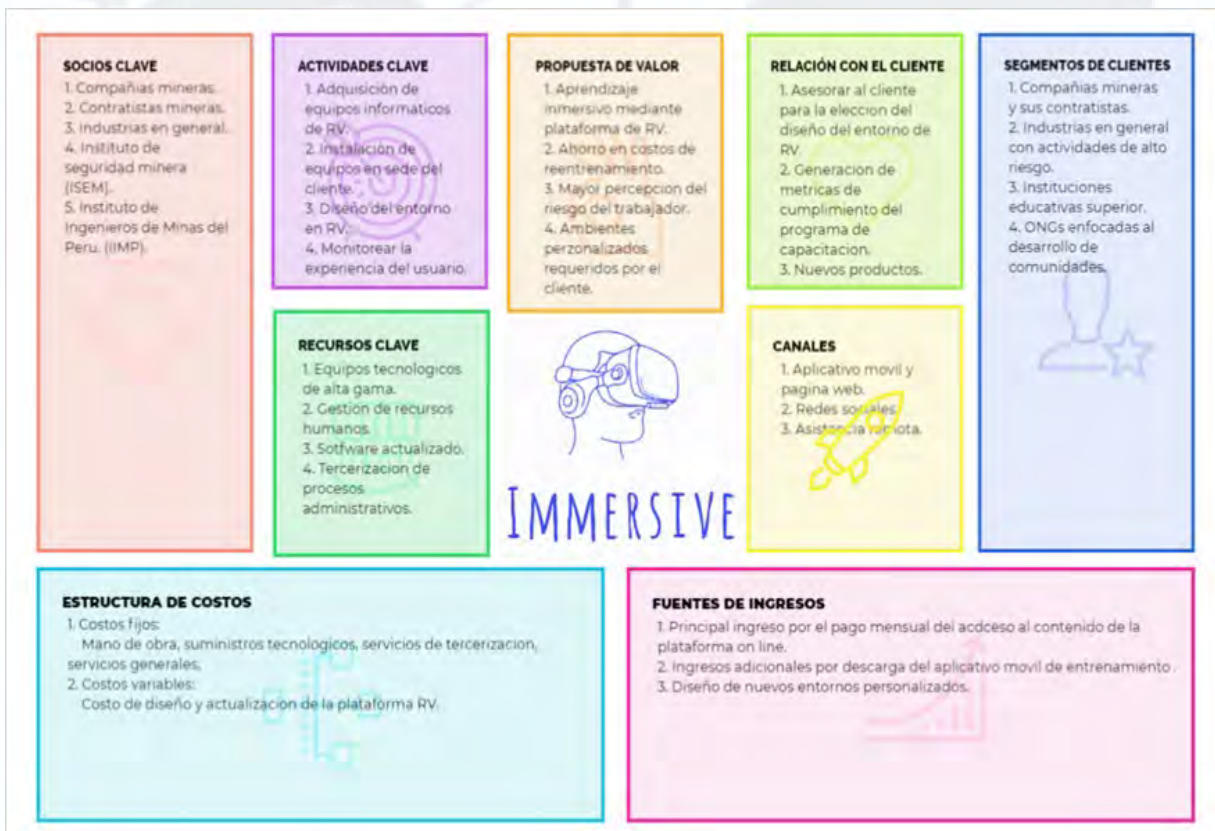 SOCIOS CLAVE
1. Compañias mineras.
2. Contratistas mineras.
3. Industrias en general.
4. Instituto de
seguridad minera
(ISEM).
5. Instituto de
Ingenieros de Minas del
Peru. (IIMP).
ACTIVIDADES CLAVE
1. Adquisición de
equipos informaticos
de RV.
2. Instalación de
equipos en sede del
cliente.
3. Diseño del entorno
en RV.
4. Monitorear la
experiencia del usuario.
RECURSOS CLAVE
1. Equipos tecnologicos
de alta gama.
2. Gestion de recursos
humanos.
3. Sotfware actualizado.
4. Tercerizacion de
procesos
administrativos.
PROPUESTA DE VALOR
1. Aprendizaje
inmersivo mediante
plataforma de RV.
2. Ahorro en costos de
reentrenamiento.
3. Mayor percepcion del
riesgo del trabajador.
4. Ambientes
perzonalizados
requeridos por el
cliente.
IMMERSIVE
RELACIÓN CON EL CLIENTE
1. Asesorar al cliente
para la eleccion del
diseño del entorno de
RV.
2. Generacion de
metricas de
cumplimiento del
programa de
capacitacion.
3. Nuevos productos.
CANALES
1. Aplicativo movil y
pagina web.
2. Redes sociales.
3. Asistencia remota.
SEGMENTOS DE CLIENTES
1. Compañias mineras
y sus contratistas.
2. Industrias en general
con actividades de alto
riesgo.
3. Instituciones
educativas superior.
4. ONGs enfocadas al
desarrollo de
comunidades.
ESTRUCTURA DE COSTOS
1. Costos fijos:
Mano de obra, suministros tecnologicos, servicios de tercerizacion,
servicios generales,
2. Costos variables:
Costo de diseño y actualizacion de la plataforma RV.
FUENTES DE INGRESOS
1. Principal ingreso por el pago mensual del acdceso al contenido de la
plataforma on line.
2. Ingresos adicionales por descarga del aplicativo movil de entrenamiento.
3. Diseño de nuevos entornos personalizados.